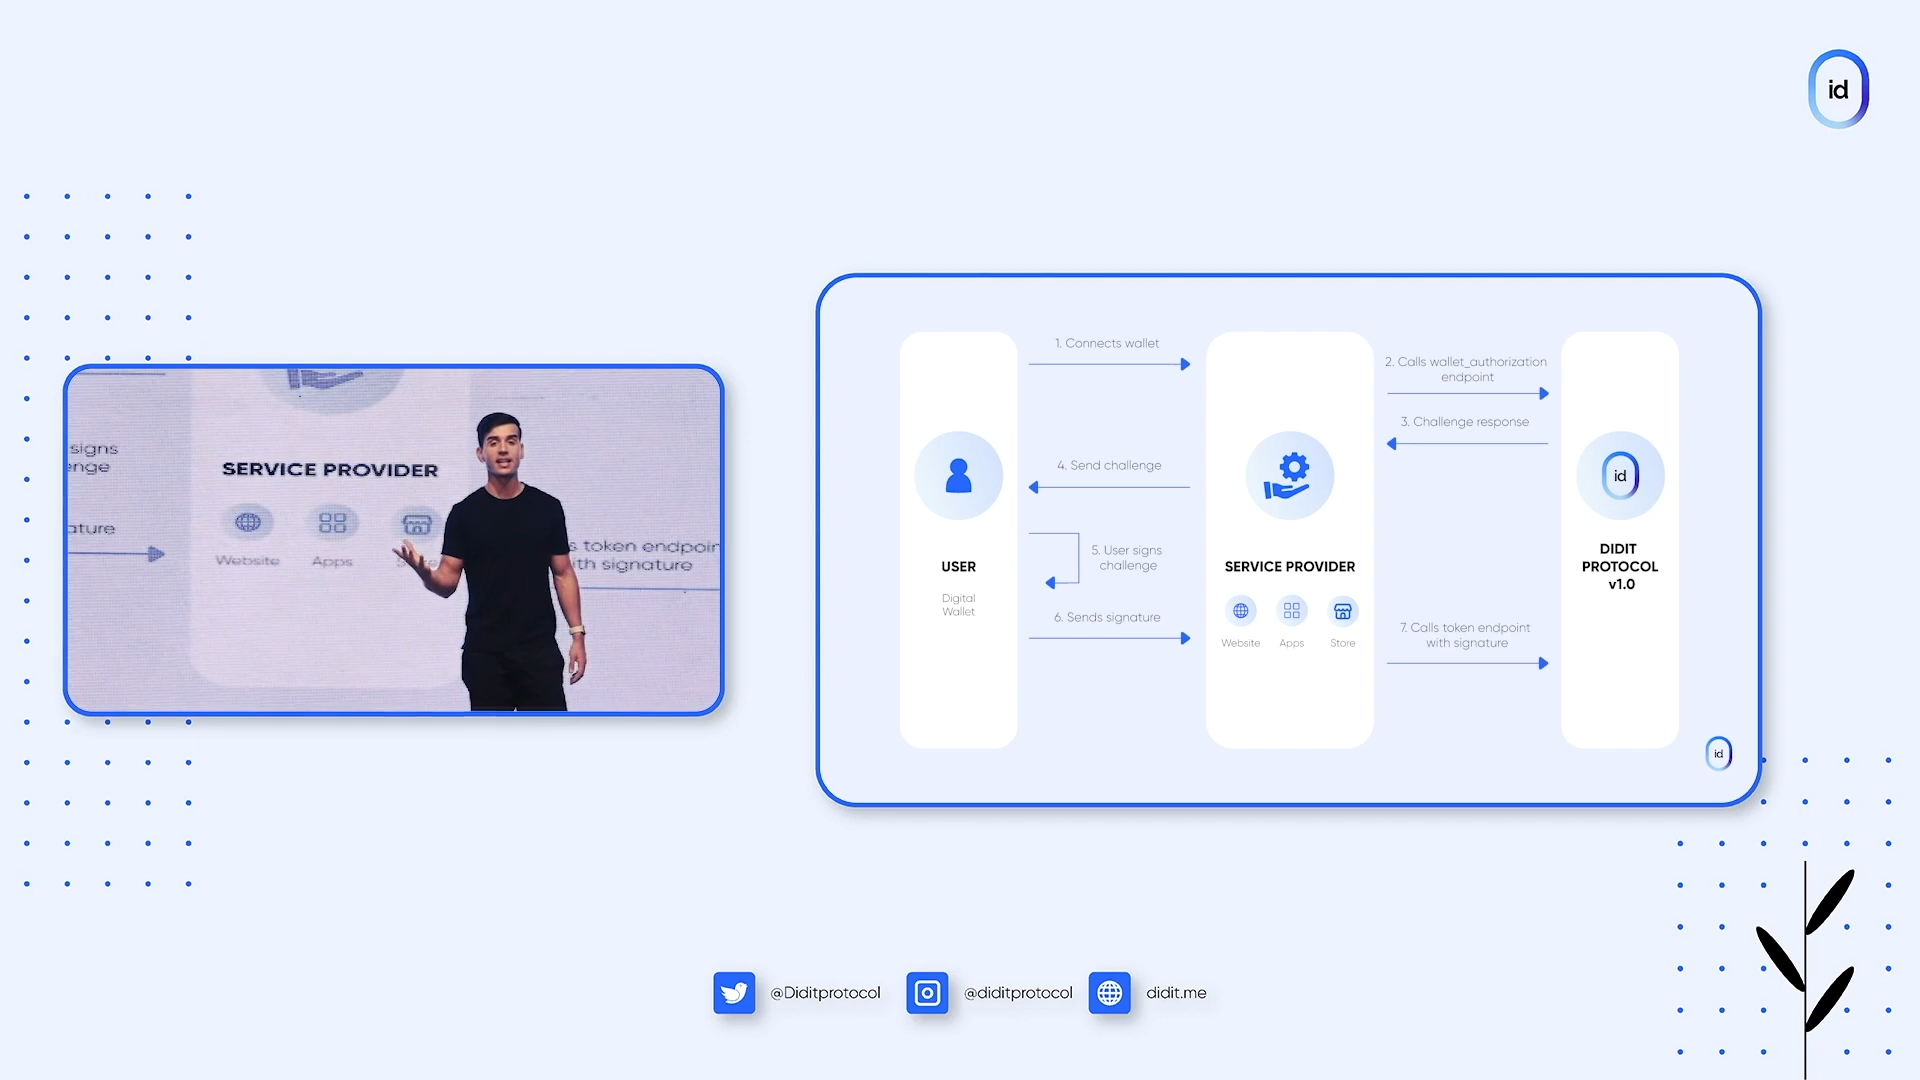 id
signs
enge
ature
SERVICE PROVIDER
Website
Apps
s token endpoin
ith signature
1. Connects wallet
2. Calls wallet_authorization
endpoint
3. Challenge response
4. Send challenge
5. User signs
challenge
6. Sends signature
7. Calls token endpoint
with signature
USER
Digital
Wallet
SERVICE PROVIDER
Website
Apps
Store
id
DIDIT
PROTOCOL
v1.0
id
@Diditprotocol
@diditprotocol
didit.me